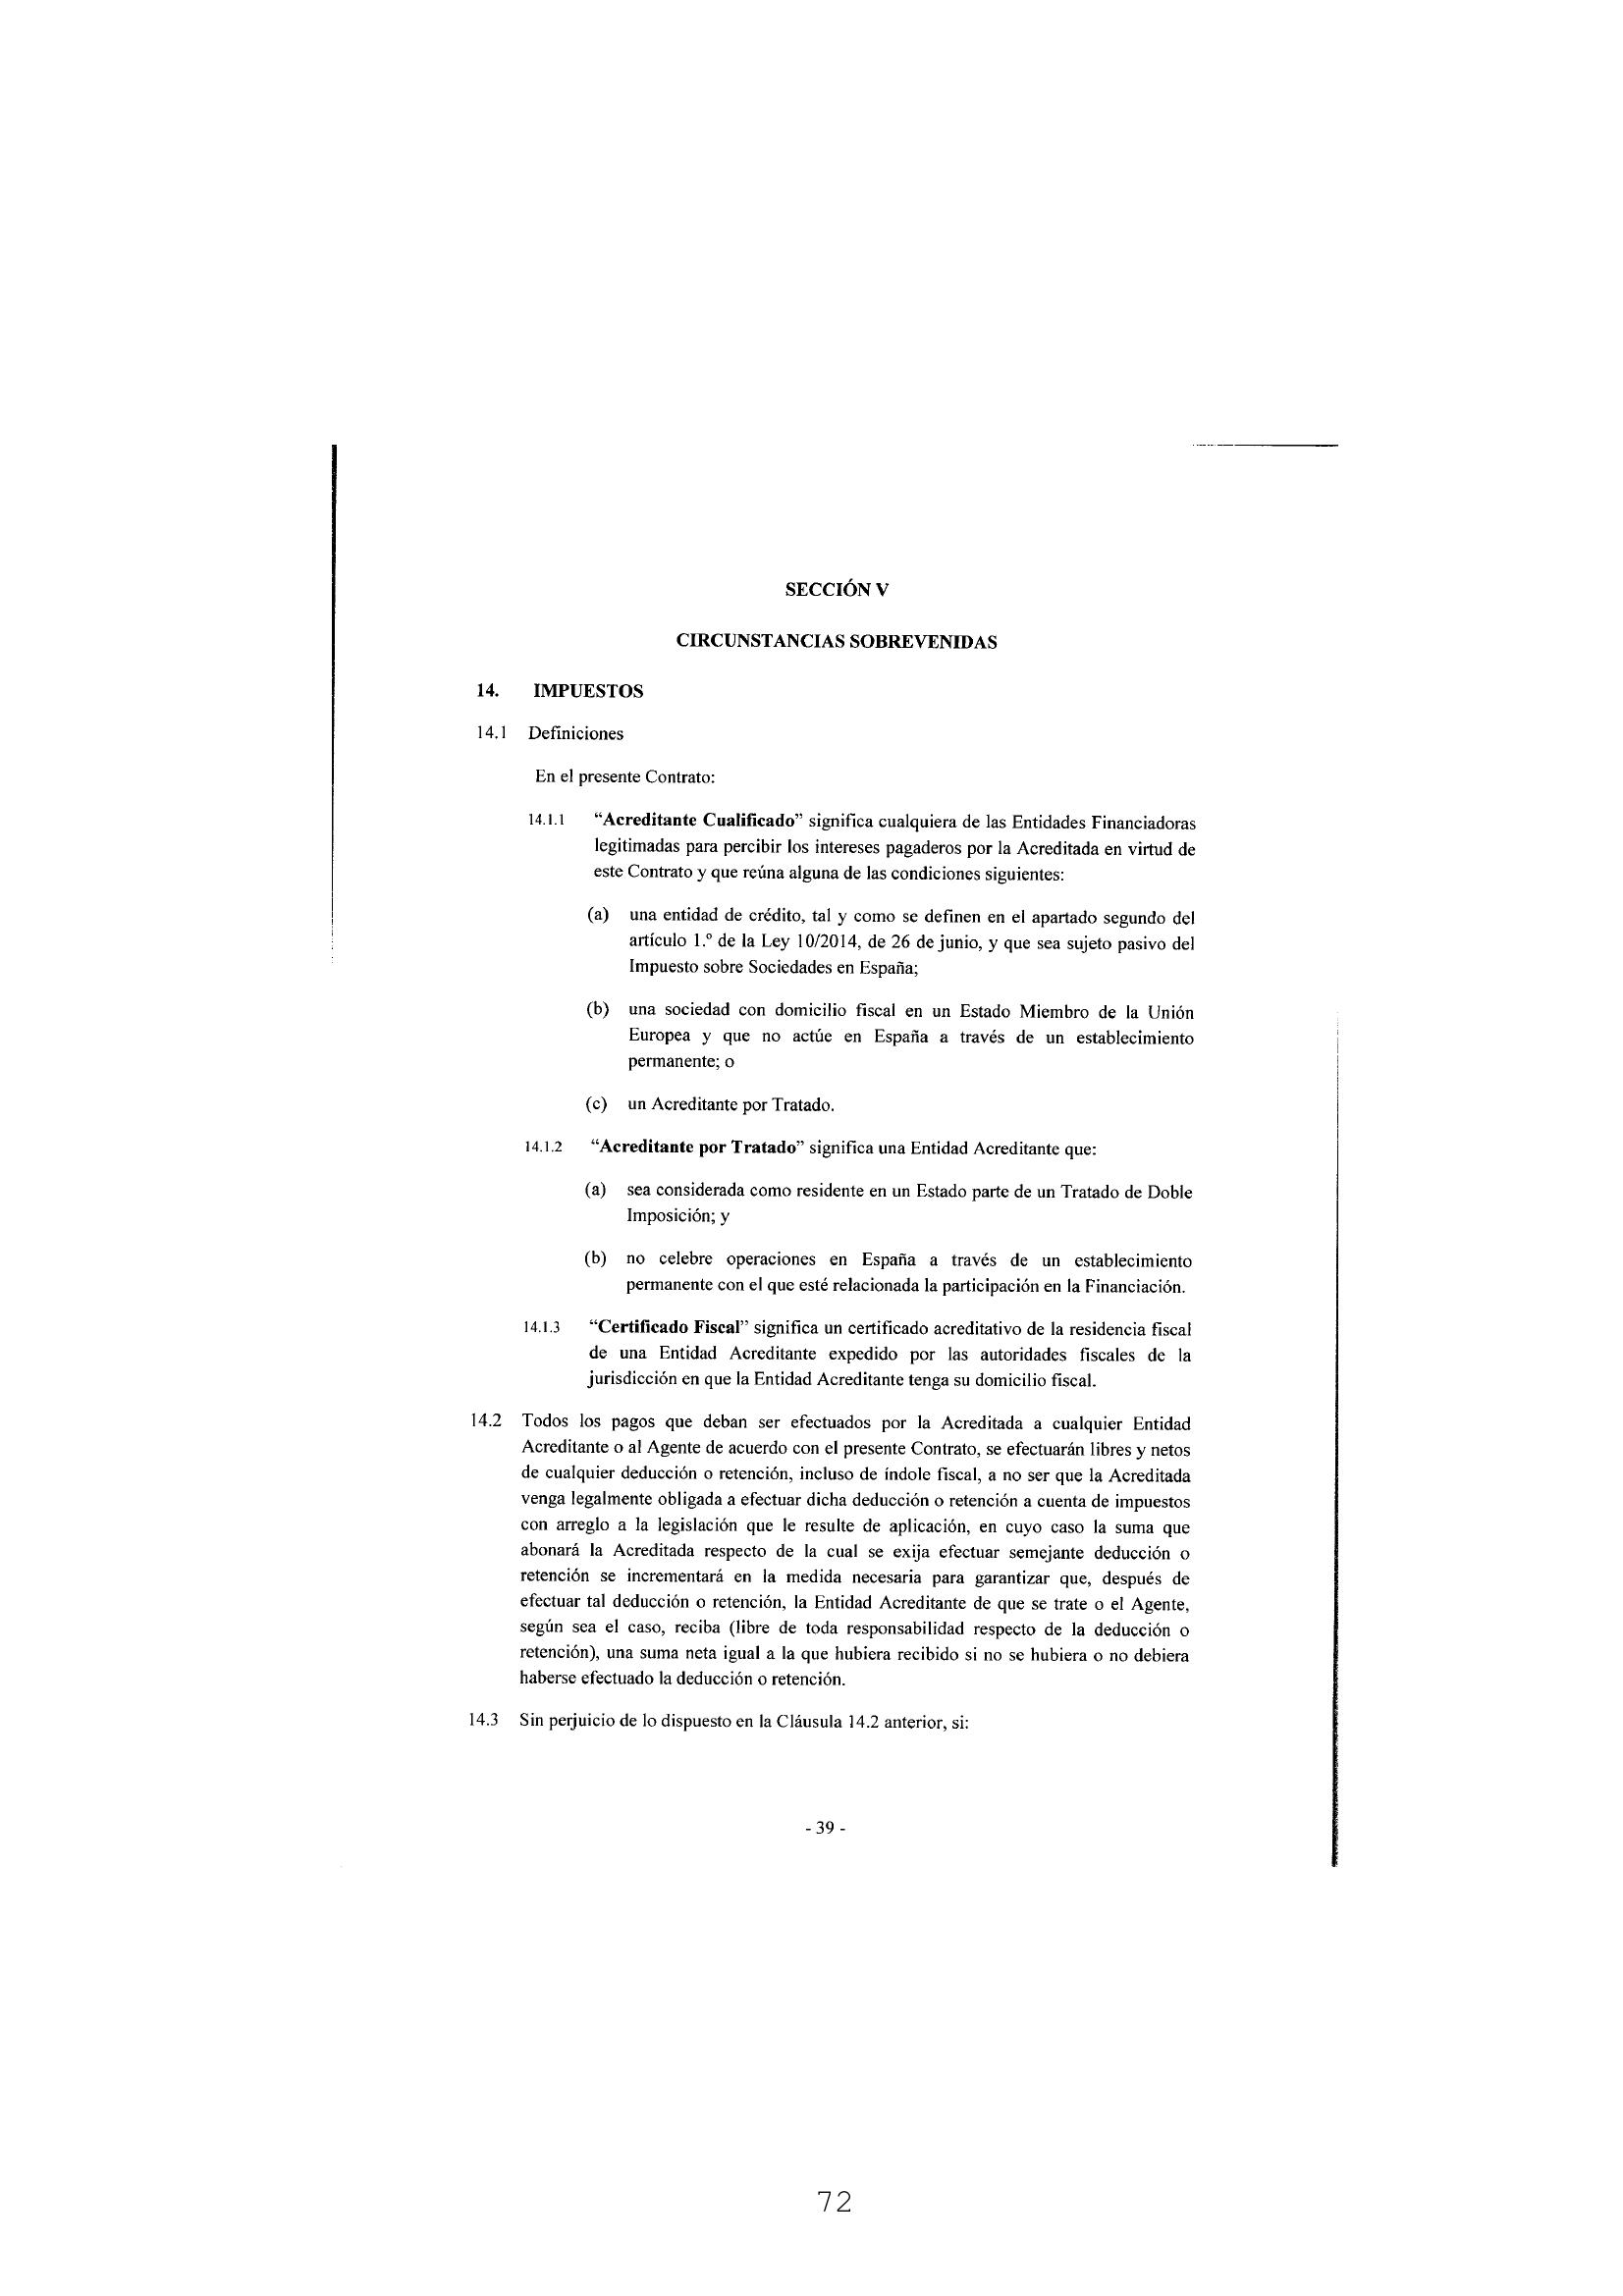 SECCIÓN V
CIRCUNSTANCIAS SOBREVENIDAS
14. IMPUESTOS
14.1 Definiciones
En el presente Contrato:
14.1.1 “Acreditante Cualificado” significa cualquiera de las Entidades Financiadoras
legitimadas para percibir los intereses pagaderos por la Acreditada en virtud de
este Contrato y que reúna alguna de las condiciones siguientes:
(a) una entidad de crédito, tal y como se definen en el apartado segundo del
artículo 1.º de la Ley 10/2014, de 26 de junio, y que sea sujeto pasivo del
Impuesto sobre Sociedades en España;
(b) una sociedad con domicilio fiscal en un Estado Miembro de la Unión
Europea y que no actúe en España a través de un establecimiento
permanente; o
(c) un Acreditante por Tratado.
14.1.2 “Acreditante por Tratado” significa una Entidad Acreditante que:
(a) sea considerada como residente en un Estado parte de un Tratado de Doble
Imposición; y
(b) no celebre operaciones en España a través de un establecimiento
permanente con el que esté relacionada la participación en la Financiación.
14.1.3 “Certificado Fiscal” significa un certificado acreditativo de la residencia fiscal
de una Entidad Acreditante expedido por las autoridades fiscales de la
jurisdicción en que la Entidad Acreditante tenga su domicilio fiscal.
14.2 Todos los pagos que deban ser efectuados por la Acreditada a cualquier Entidad
Acreditante o al Agente de acuerdo con el presente Contrato, se efectuarán libres y netos
de cualquier deducción o retención, incluso de índole fiscal, a no ser que la Acreditada
venga legalmente obligada a efectuar dicha deducción o retención a cuenta de impuestos
con arreglo a la legislación que le resulte de aplicación, en cuyo caso la suma que
abonará la Acreditada respecto de la cual se exija efectuar semejante deducción o
retención se incrementará en la medida necesaria para garantizar que, después de
efectuar tal deducción o retención, la Entidad Acreditante de que se trate o el Agente,
según sea el caso, reciba (libre de toda responsabilidad respecto de la deducción o
retención), una suma neta igual a la que hubiera recibido si no se hubiera o no debiera
haberse efectuado la deducción o retención.
14.3 Sin perjuicio de lo dispuesto en la Cláusula 14.2 anterior, si:
- 39 -
72